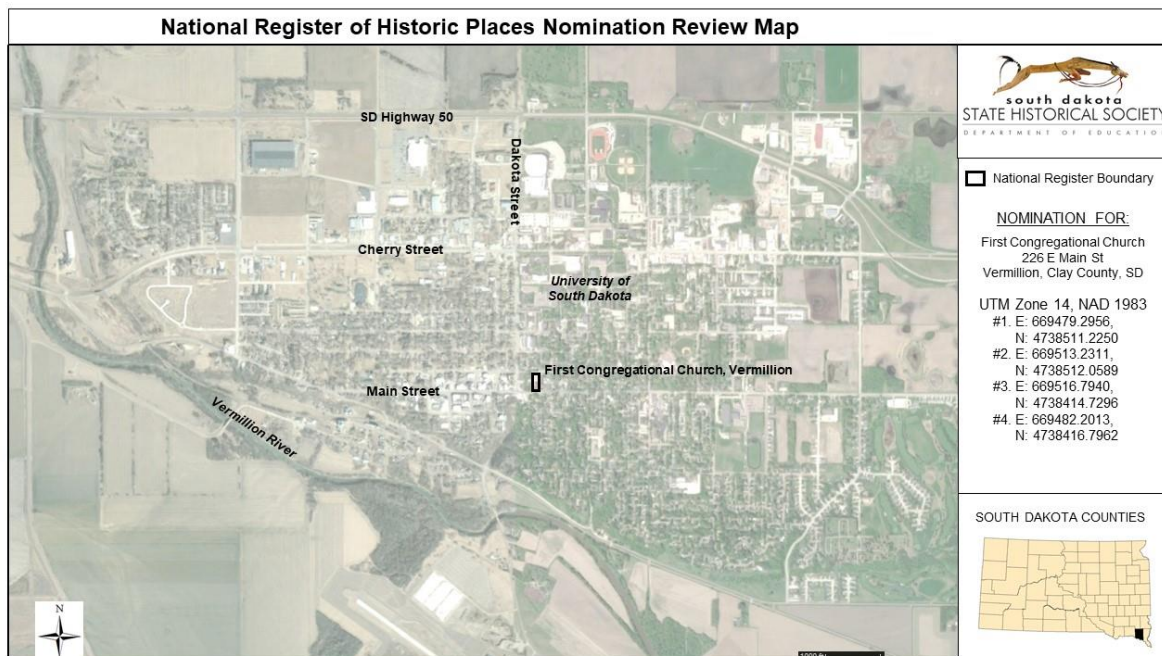 National Register of Historic Places Nomination Review Map
SD Highway 50
Dakota Street
Cherry Street
University of
South Dakota
First Congregational Church, Vermillion
Main Street
Vermillion River
N
south dakota
STATE HISTORICAL SOCIETY
DEPARTMENT OF EDUCATION
National Register Boundary
NOMINATION FOR:
First Congregational Church
226 E Main St
Vermillion, Clay County, SD
UTM Zone 14, NAD 1983
#1. E: 669479.2956,
N: 4738511.2250
#2. E: 669513.2311,
N: 4738512.0589
#3. E: 669516.7940,
N: 4738414.7296
#4. E: 669482.2013,
N: 4738416.7962
SOUTH DAKOTA COUNTIES